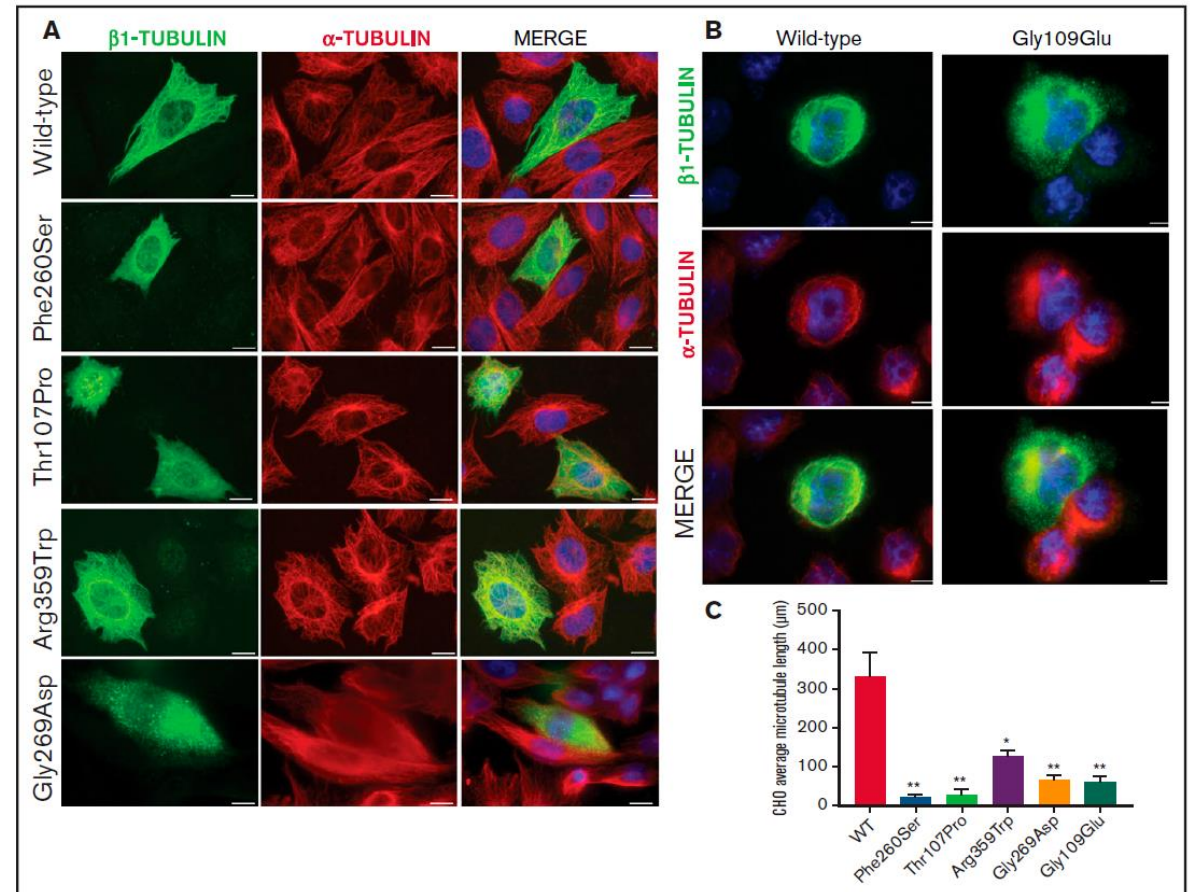 A
β1-TUBULIN
α-TUBULIN
MERGE
Wild-type
Phe260Ser
Thr107Pro
Arg359Trp
Gly269Asp
B
Wild-type
Gly109Glu
β1-TUBULIN
α-TUBULIN
MERGE
C
CHO average microtubule length (μm)
500
400
300
200
100
0
**
**
*
**
**
WT
Phe260Ser
Thr107Pro
Arg359Trp
Gly269Asp
Gly109Glu